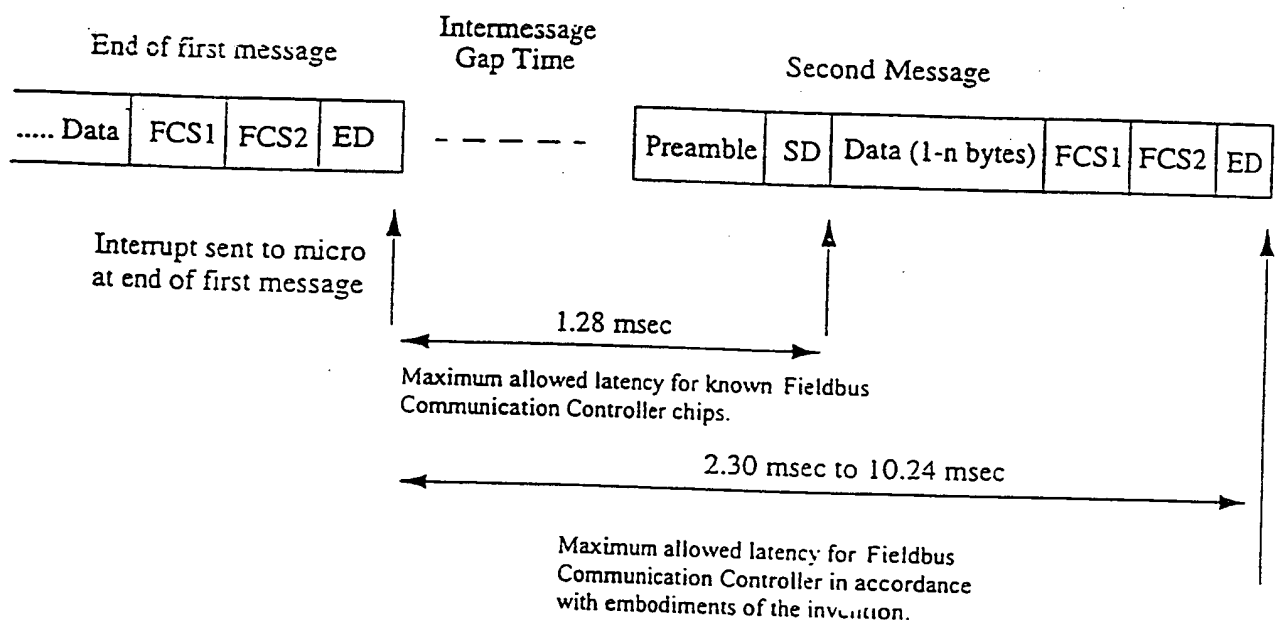 End of first message
Intermessage
Gap Time
Second Message
..... Data FCS1 FCS2 ED
Preamble SD Data (1-n bytes) FCS1 FCS2 ED
Interrupt sent to micro
at end of first message
1.28 msec
Maximum allowed latency for known Fieldbus
Communication Controller chips.
2.30 msec to 10.24 msec
Maximum allowed latency for Fieldbus
Communication Controller in accordance
with embodiments of the invention.